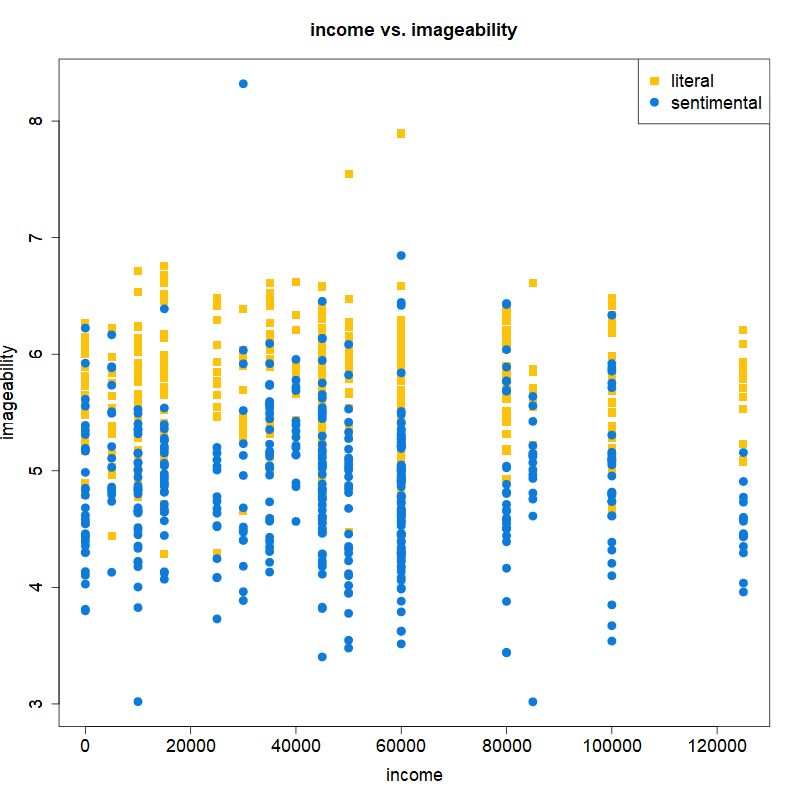 income vs. imageability
literal
sentimental
8
7
6
5
4
3
imageability
0 20000 40000 60000 80000 100000 120000
income